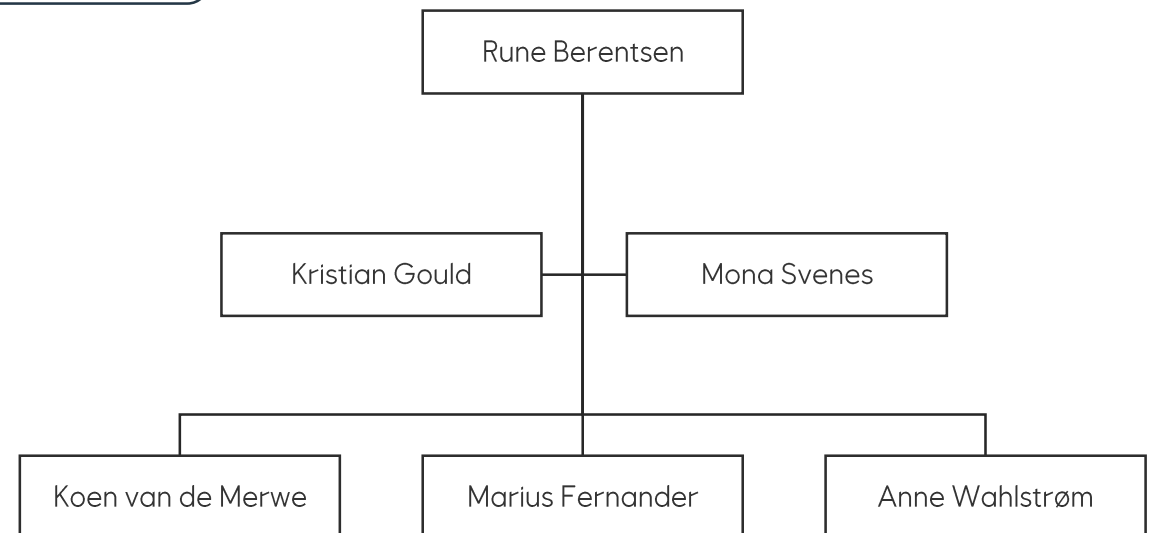 Rune Berentsen
Kristian Gould
Mona Svenes
Koen van de Merwe
Marius Fernander
Anne Wahlstrøm